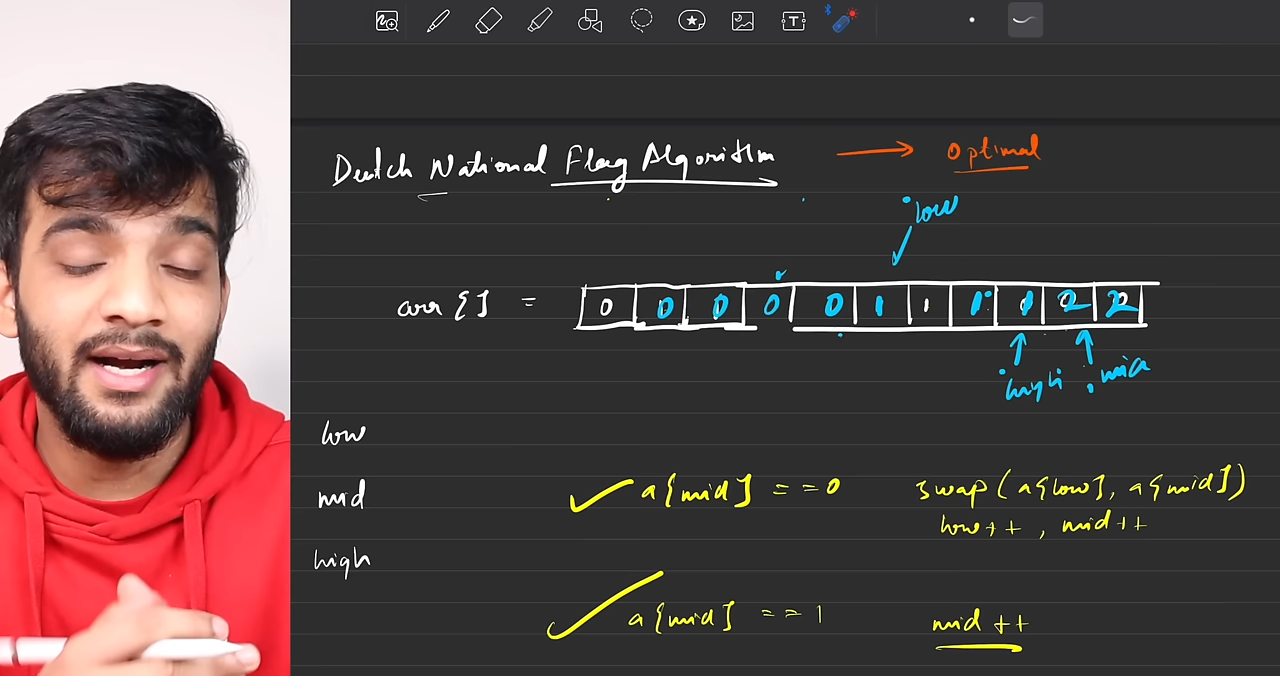 Dutch National Flag Algorithm → Optimal
low
arr[] = 0 0 0 0 0 1 1 1 1 2 2
high mid
low
mid a[mid] == 0 swap(a[low], a[mid])
low++, mid++
high
a[mid] == 1 mid++